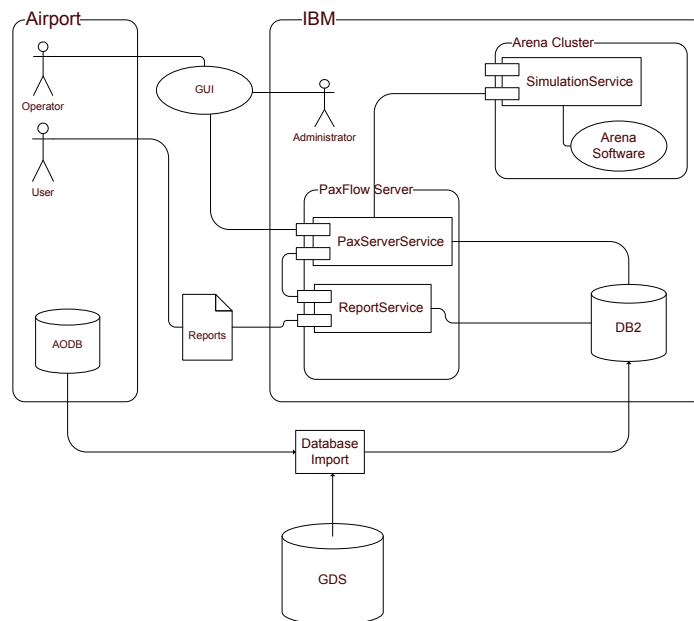 Airport
IBM
Arena Cluster
SimulationService
GUI
Operator
Administrator
Arena
Software
User
PaxFlow Server
PaxServerService
ReportService
Reports
DB2
AODB
Database
Import
GDS